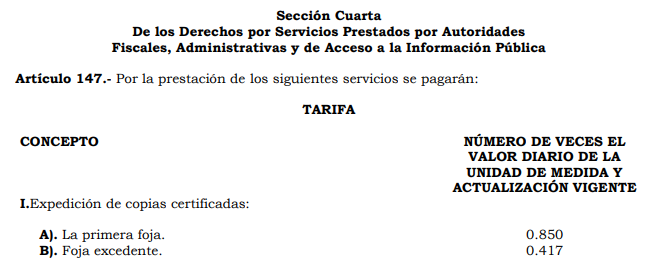 Sección Cuarta
De los Derechos por Servicios Prestados por Autoridades
Fiscales, Administrativas y de Acceso a la Información Pública
Artículo 147.- Por la prestación de los siguientes servicios se pagarán:
TARIFA
CONCEPTO
NÚMERO DE VECES EL
VALOR DIARIO DE LA
UNIDAD DE MEDIDA Y
ACTUALIZACIÓN VIGENTE
I.Expedición de copias certificadas:
A). La primera foja. 0.850
B). Foja excedente. 0.417